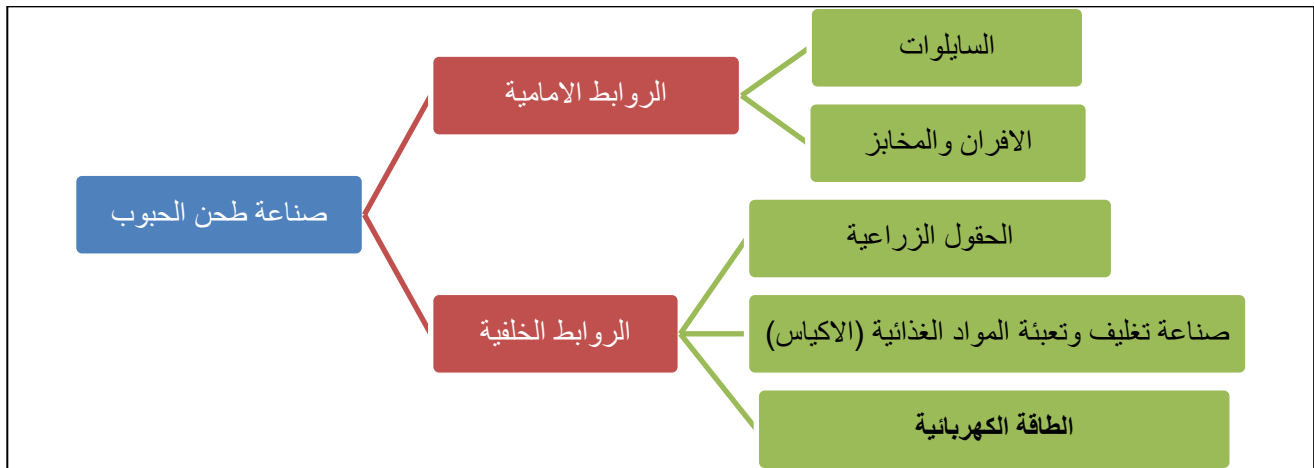 صناعة طحن الحبوب
الروابط الامامية
السايلوات
الافران والمخابز
الروابط الخلفية
الحقول الزراعية
صناعة تغليف وتعبئة المواد الغذائية (الاكياس)
الطاقة الكهربائية